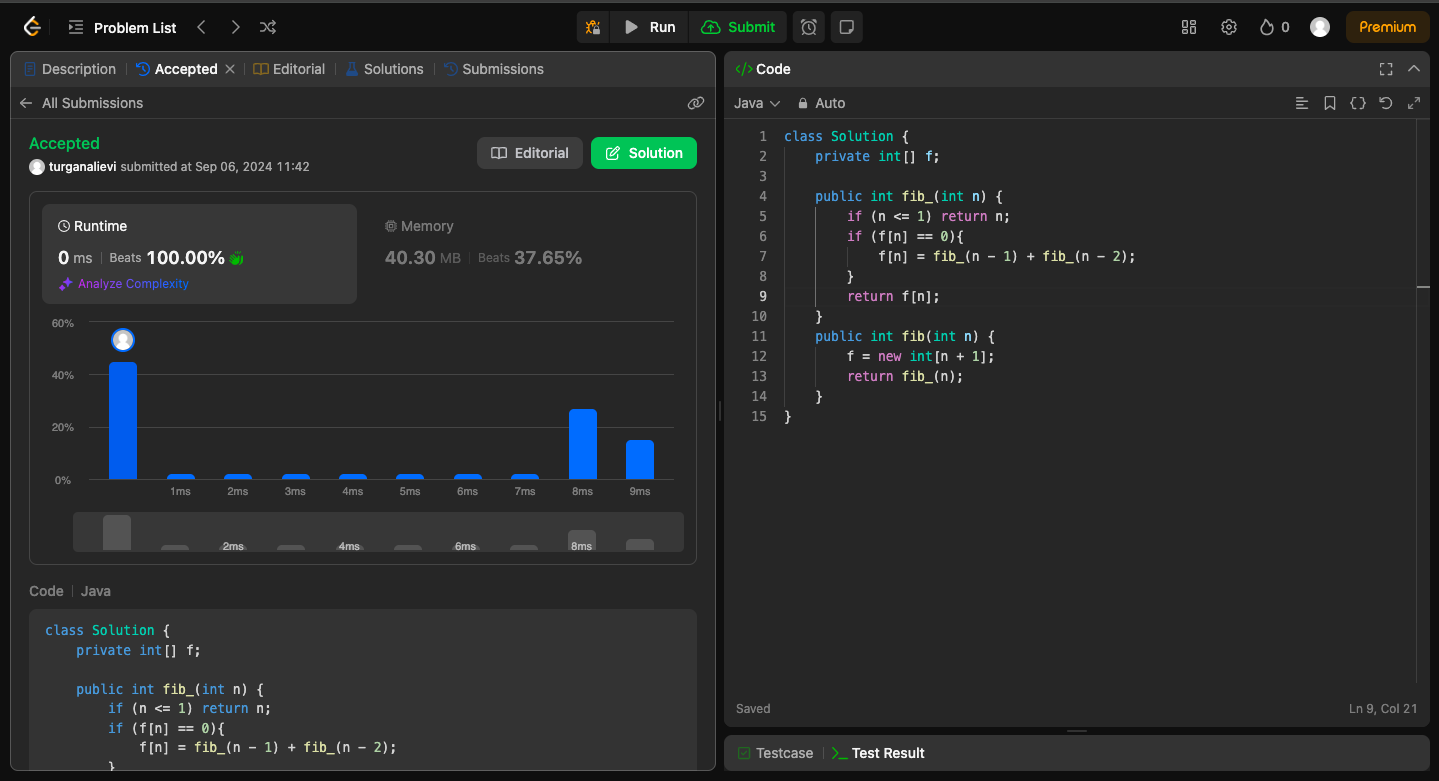 Problem List
Run
Submit
0
Premium
Description
Accepted
Editorial
Solutions
Submissions
All Submissions
Accepted
turganalievi submitted at Sep 06, 2024 11:42
Editorial
Solution
Runtime
0 ms
Beats 100.00%
Analyze Complexity
Memory
40.30 MB
Beats 37.65%
60%
40%
20%
0%
1ms 2ms 3ms 4ms 5ms 6ms 7ms 8ms 9ms
2ms 4ms 6ms 8ms
Code
Java
class Solution {
    private int[] f;
    public int fib_(int n) {
        if (n <= 1) return n;
        if (f[n] == 0){
            f[n] = fib_(n - 1) + fib_(n - 2);
        }
Code
Java
Auto
1 class Solution {
2     private int[] f;
3
4     public int fib_(int n) {
5         if (n <= 1) return n;
6         if (f[n] == 0){
7             f[n] = fib_(n - 1) + fib_(n - 2);
8         }
9         return f[n];
10     }
11     public int fib(int n) {
12         f = new int[n + 1];
13         return fib_(n);
14     }
15 }
Saved
Ln 9, Col 21
Testcase
Test Result